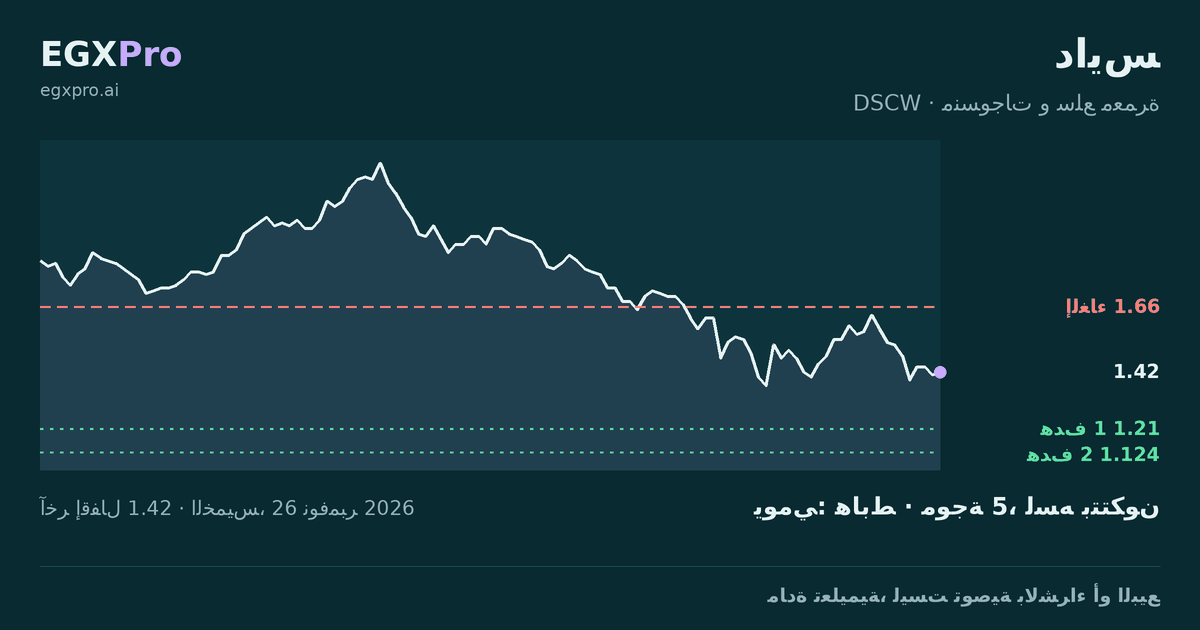 EGXPro
egxpro.ai
دايس
DSCW · منسوجات و سلع معمرة
إلغاء 1.66
1.42
هدف 1 1.21
هدف 2 1.124
يومي: هابط · موجة 5، لسه بتتكون
آخر إقفال 1.42 · الخميس، 26 نوفمبر 2026
مادة تعليمية، ليست توصية بالشراء أو البيع